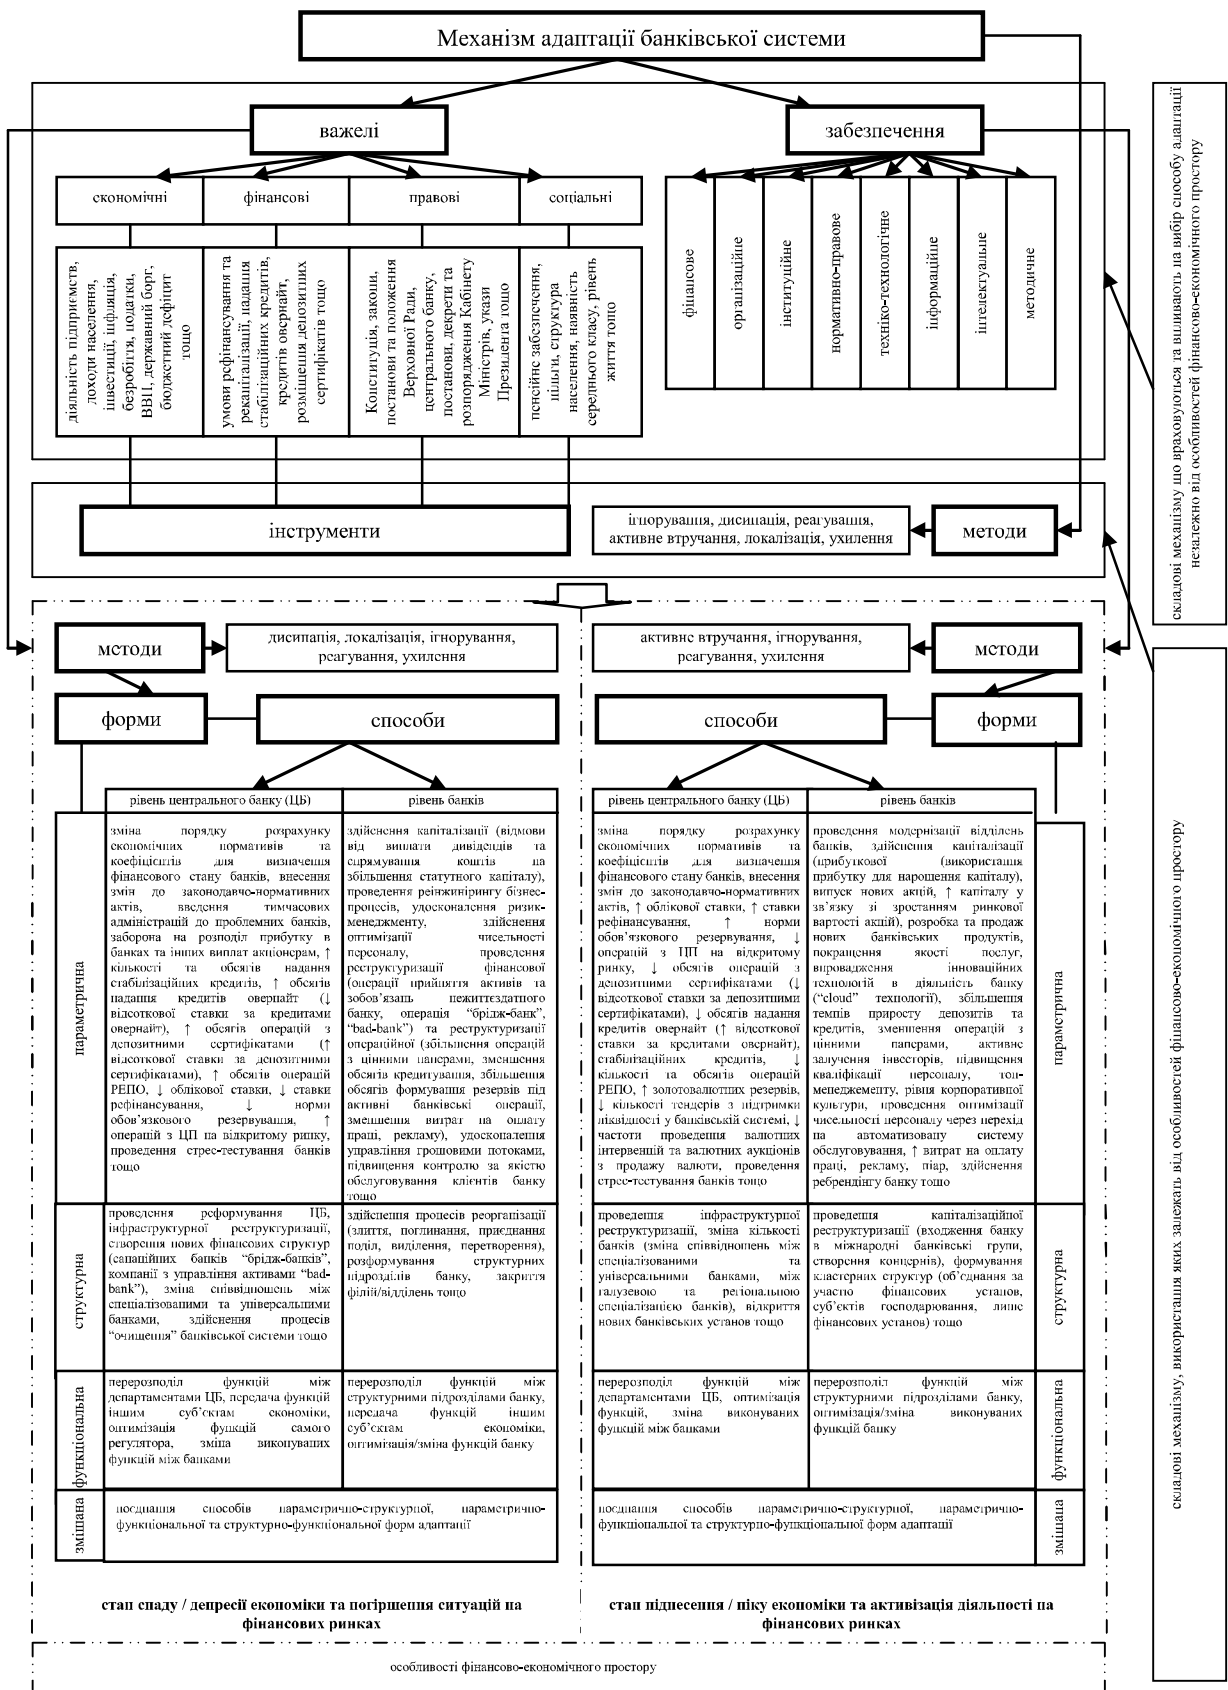 Механізм адаптації банківської системи
важелі
забезпечення
економічні
фінансові
правові
соціальні
діяльність підприємств,
доходи населення,
інвестиції, інфляція,
безробіття, податки,
ВВП, державний борг,
бюджетний дефіцит
тощо
умови рефінансування та
рекапіталізації, надання
стабілізаційних кредитів,
кредитів овернайт,
розміщення депозитних
сертифікатів тощо
Конституція, закони,
постанови та положення
Верховної Ради,
центрального банку,
постанови, декрети та
розпорядження Кабінету
Міністрів, укази
Президента тощо
пенсійне забезпечення,
пільги, структура
населення, наявність
середнього класу, рівень
життя тощо
фінансове
організаційне
інституційне
нормативно-правове
техніко-технологічне
інформаційне
інтелектуальне
методичне
інструменти
ігнорування, дисипація, реагування,
активне втручання, локалізація, ухилення
методи
складові механізму що враховуються та впливають на вибір способу адаптації
незалежно від особливостей фінансово-економічного простору
методи
дисипація, локалізація, ігнорування,
реагування, ухилення
форми
способи
рівень центрального банку (ЦБ)
рівень банків
параметрична
зміна порядку розрахунку
економічних нормативів та
коефіцієнтів для визначення
фінансового стану банків, внесення
змін до законодавчо-нормативних
актів, введення тимчасових
адміністрацій до проблемних банків,
заборона на розподіл прибутку в
банках та інших виплат акціонерам, ↑
кількості та обсягів надання
стабілізаційних кредитів, ↑ обсягів
надання кредитів овернайт (↓
відсоткової ставки за кредитами
овернайт), ↑ обсягів операцій з
депозитними сертифікатами (↑
відсоткової ставки за депозитними
сертифікатами), ↑ обсягів операцій
РЕПО, ↓ облікової ставки, ↓ ставки
рефінансування, ↓ норми
обов’язкового резервування, ↑
операцій з ЦП на відкритому ринку,
проведення стрес-тестування банків
тощо
здійснення капіталізації (відмови
від виплати дивідендів та
спрямування коштів на
збільшення статутного капіталу),
проведення реінжинірингу бізнес-
процесів, удосконалення ризик-
менеджменту, здійснення
оптимізації чисельності
персоналу, проведення
реструктуризації фінансової
(операції прийняття активів та
зобов’язань нежиттєздатного
банку, операція “брідж-банк”,
“bad-bank”) та реструктуризації
операційної (збільшення операцій
з цінними паперами, зменшення
обсягів кредитування, збільшення
обсягів формування резервів під
активні банківські операції,
зменшення витрат на оплату
праці, рекламу), удосконалення
управління грошовими потоками,
підвищення контролю за якістю
обслуговування клієнтів банку
тощо
структурна
проведення реформування ЦБ,
інфраструктурної реструктуризації,
створення нових фінансових структур
(санаційних банків “брідж-банків”,
компанії з управління активами “bad-
bank”), зміна співвідношень між
спеціалізованими та універсальними
банками, здійснення процесів
“очищення” банківської системи тощо
здійснення процесів реорганізації
(злиття, поглинання, приєднання
поділ, виділення, перетворення),
розформування структурних
підрозділів банку, закриття
філій/відділень тощо
функціональна
перерозподіл функцій між
департаментами ЦБ, передача функцій
іншим суб’єктам економіки,
оптимізація функцій самого
регулятора, зміна виконуваних
функцій між банками
перерозподіл функцій між
структурними підрозділами банку,
передача функцій іншим
суб’єктам економіки,
оптимізація/зміна функцій банку
змішана
поєднання способів параметрично-структурної, параметрично-
функціональної та структурно-функціональної форм адаптації
стан спаду / депресії економіки та погіршення ситуацій на
фінансових ринках
активне втручання, ігнорування,
реагування, ухилення
методи
способи
форми
рівень центрального банку (ЦБ)
рівень банків
зміна порядку розрахунку
економічних нормативів та
коефіцієнтів для визначення
фінансового стану банків, внесення
змін до законодавчо-нормативних
актів, ↑ облікової ставки, ↑ ставки
рефінансування, ↑ норми
обов’язкового резервування, ↓
операцій з ЦП на відкритому
ринку, ↓ обсягів операцій з
депозитними сертифікатами (↓
відсоткової ставки за депозитними
сертифікатами), ↓ обсягів надання
кредитів овернайт (↑ відсоткової
ставки за кредитами овернайт),
стабілізаційних кредитів, ↓
кількості та обсягів операцій
РЕПО, ↑ золотовалютних резервів,
↓ кількості тендерів з підтримки
ліквідності у банківській системі, ↓
частоти проведення валютних
інтервенцій та валютних аукціонів
з продажу валюти, проведення
стрес-тестування банків тощо
проведення модернізації відділень
банків, здійснення капіталізації
(прибуткової (використання
прибутку для нарощення капіталу),
випуск нових акцій, ↑ капіталу у
зв’язку зі зростанням ринкової
вартості акцій), розробка та продаж
нових банківських продуктів,
покращення якості послуг,
впровадження інноваційних
технологій в діяльність банку
(“cloud” технології), збільшення
темпів приросту депозитів та
кредитів, зменшення операцій з
цінними паперами, активне
залучення інвесторів, підвищення
кваліфікації персоналу, топ-
менеджменту, рівня корпоративної
культури, проведення оптимізації
чисельності персоналу через перехід
на автоматизовану систему
обслуговування, ↑ витрат на оплату
праці, рекламу, піар, здійснення
ребрендінгу банку тощо
параметрична
проведення інфраструктурної
реструктуризації, зміна кількості
банків (зміна співвідношень між
спеціалізованими та
універсальними банками, між
галузевою та регіональною
спеціалізацією банків), відкриття
нових банківських установ тощо
проведення капіталізаційної
реструктуризації (входження банку
в міжнародні банківські групи,
створення концернів), формування
кластерних структур (об’єднання за
участю фінансових установ,
суб’єктів господарювання, лише
фінансових установ) тощо
структурна
перерозподіл функцій між
департаментами ЦБ, оптимізація
функцій, зміна виконуваних
функцій між банками
перерозподіл функцій між
структурними підрозділами банку,
оптимізація/зміна виконуваних
функцій банку
функціональна
поєднання способів параметрично-структурної, параметрично-
функціональної та структурно-функціональної форм адаптації
змішана
стан піднесення / піку економіки та активізація діяльності на
фінансових ринках
складові механізму, використання яких залежать від особливостей фінансово-економічного простору
особливості фінансово-економічного простору